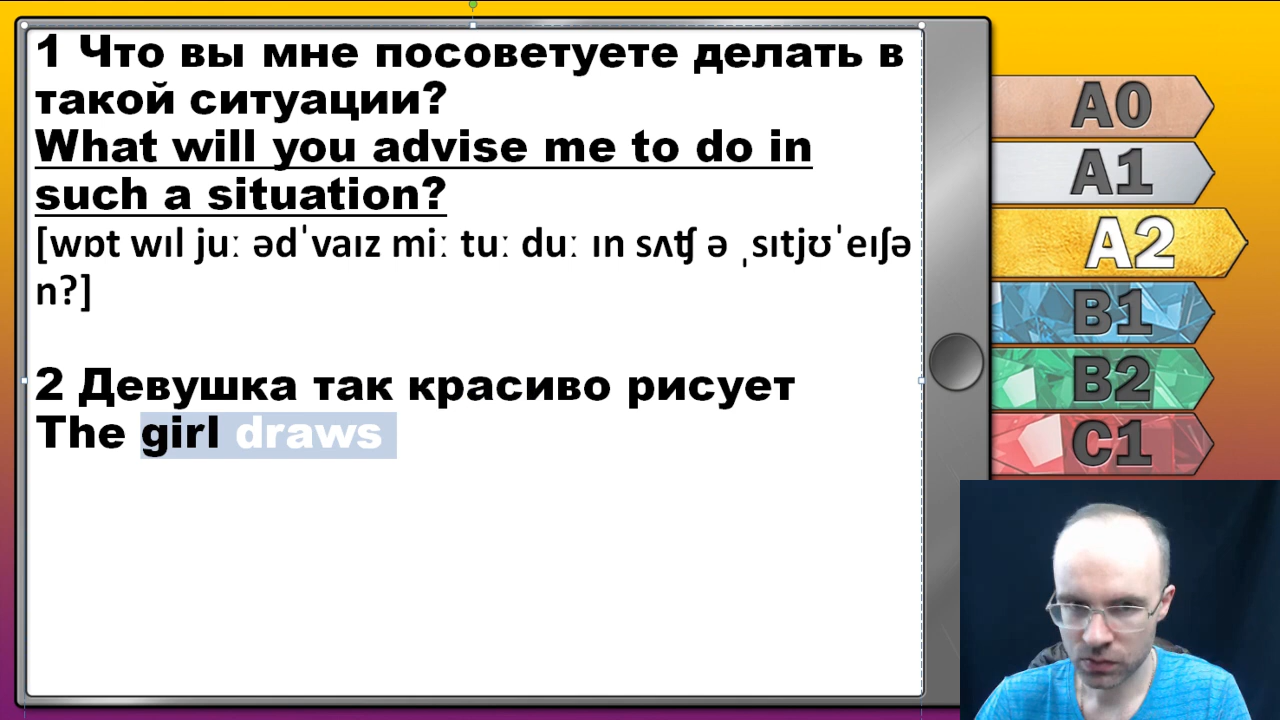 1 Что вы мне посоветуете делать в
такой ситуации?
What will you advise me to do in
such a situation?
[wɒt wɪl juː ədˈvaɪz miː tuː duː ɪn sʌʧ ə ˌsɪtjʊˈeɪʃə
n?]
2 Девушка так красиво рисует
The girl draws
A0
A1
A2
B1
B2
C1